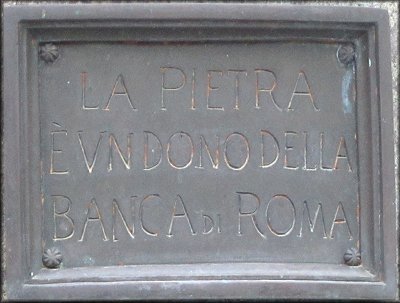 LA PIETRA
È VN DONO DELLA
BANCA DI ROMA